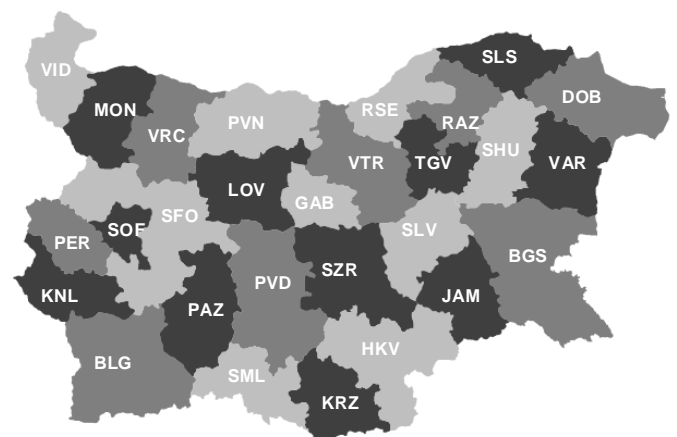 SLS
VID
DOB
MON
RSE
PVN
RAZ
VRC
SHU
VTR
TGV
VAR
LOV
GAB
SFO
SOF
SLV
PER
BGS
SZR
PVD
KNL
JAM
PAZ
HKV
BLG
SML
KRZ